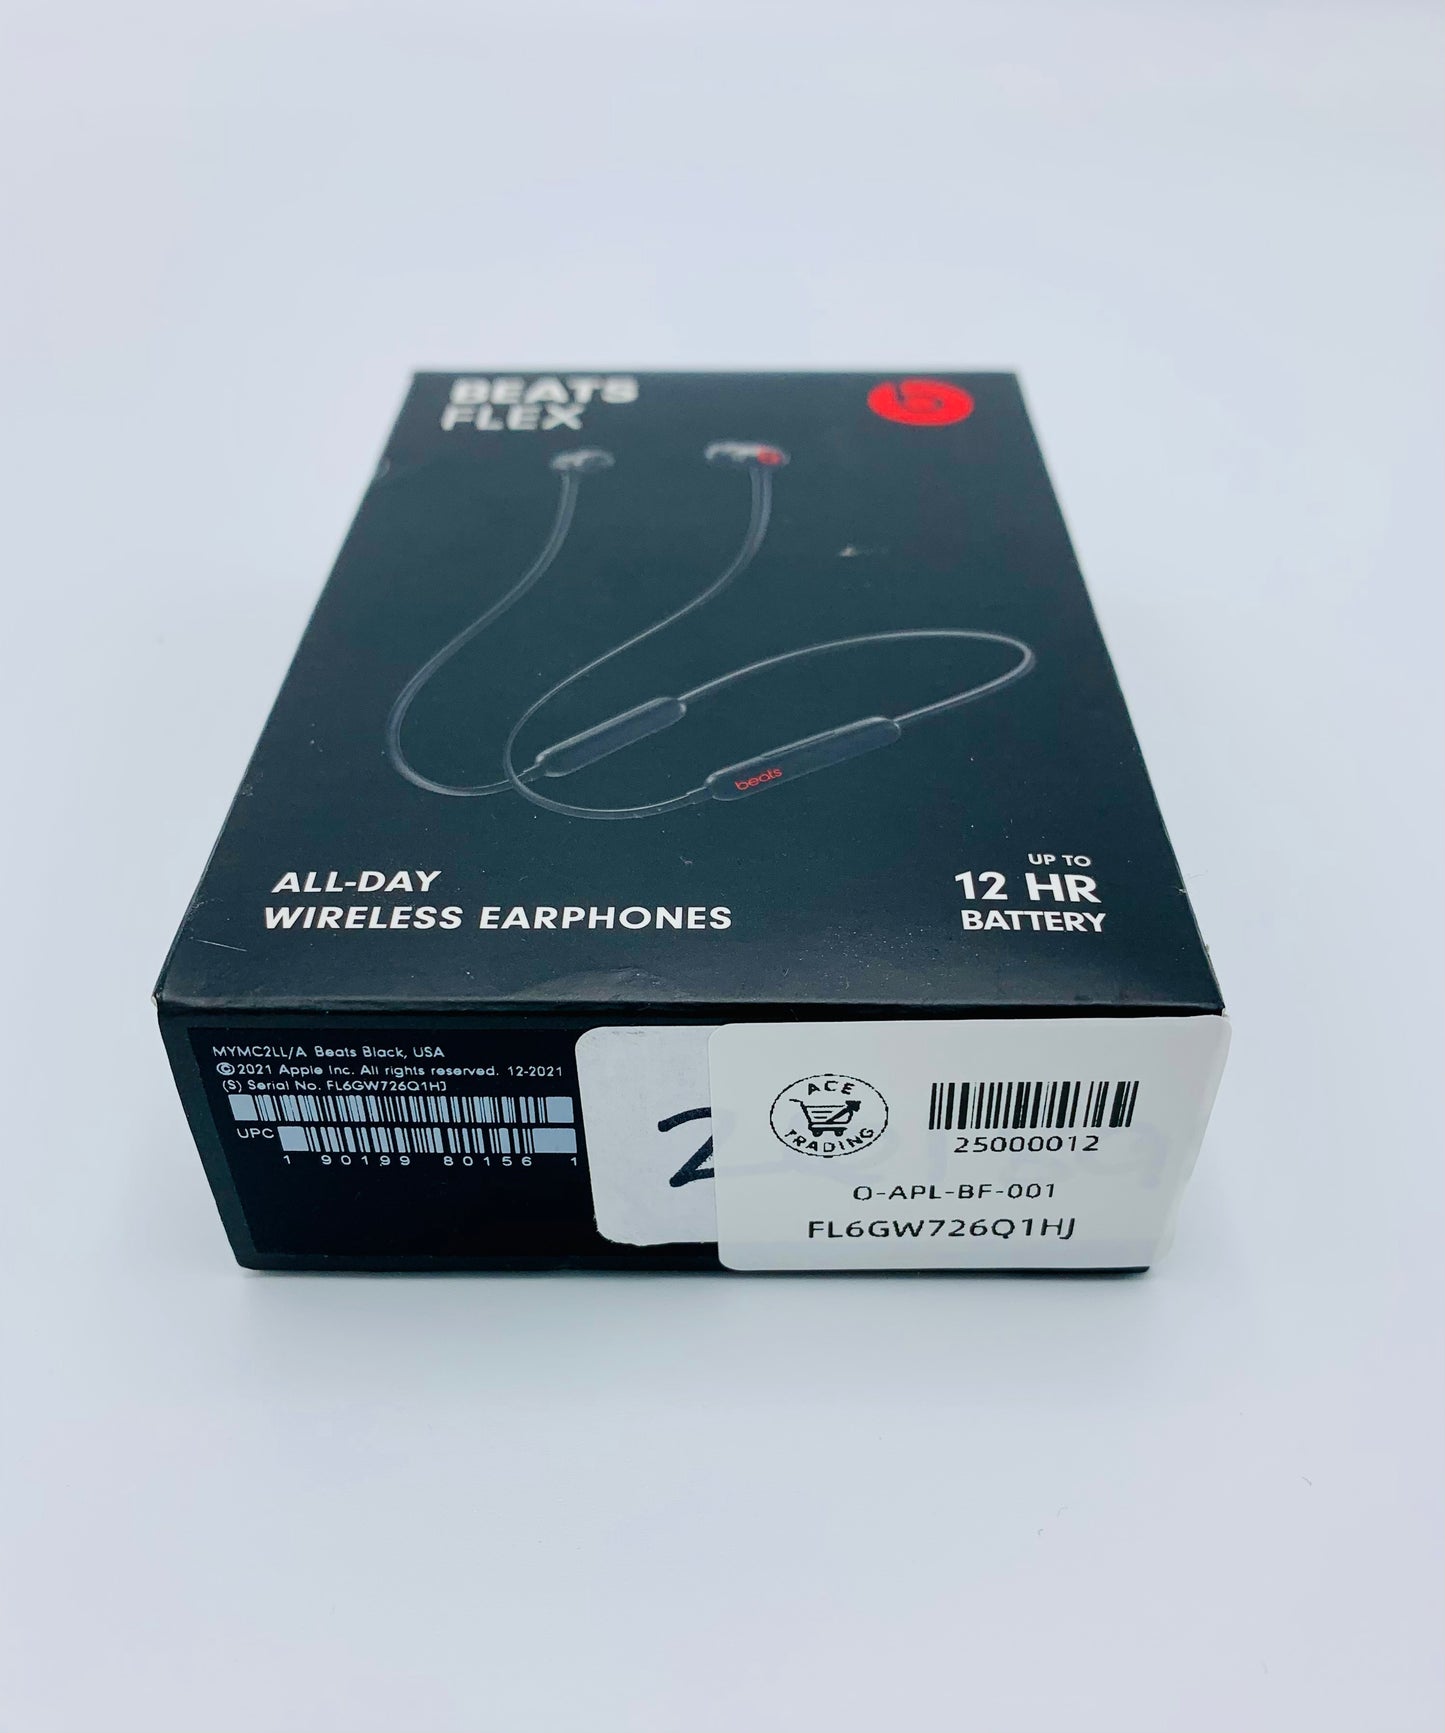 BEATS
FLEX
b
beats
ALL-DAY
WIRELESS EARPHONES
UP TO
12 HR
BATTERY
MYMC2LL/A Beats Black, USA
©2021 Apple Inc. All rights reserved. 12-2021
(S) Serial No. FL6GW726Q1HJ
UPC
1 90199 80156 1
2
ACE
TRADING
25000012
O-APL-BF-001
FL6GW726Q1HJ